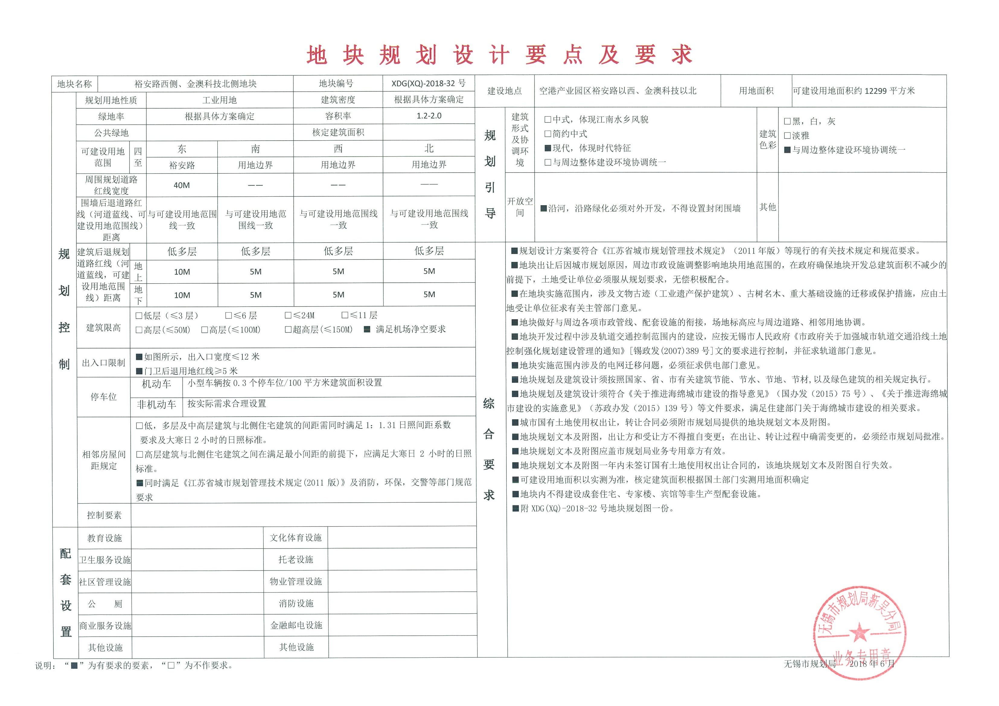 地块规划设计要点及要求
地块名称 裕安路西侧、金澳科技北侧地块 地块编号 XDG(XQ)-2018-32 号
建设地点 空港产业园区裕安路以西、金澳科技以北 用地面积 可建设用地面积约 12299 平方米
规划控制
规划用地性质 工业用地 建筑密度 根据具体方案确定
绿地率 根据具体方案确定 容积率 1.2-2.0
公共绿地 核定建筑面积
可建设用地
范围
四
至
东 南 西 北
裕安路 用地边界 用地边界 用地边界
周围规划道路
红线宽度
40M —— —— ——
围墙后退道路红
线（河道蓝线、可
建设用地范围线）
距离
与可建设用地范围
线一致
与可建设用地范
围线一致
与可建设用地范围线
一致
与可建设用地范围线
一致
建筑后退规划
道路红线（河
道蓝线，可建
设用地范围
线）距离
低多层 低多层 低多层 低多层
地
上
10M 5M 5M 5M
地
下
10M 5M 5M 5M
建筑限高
□低层（≤3 层） □≤6 层 □≤24M □≤11 层
□高层(≤50M) □高层(≤100M) □超高层(≤150M) ■ 满足机场净空要求
出入口限制
■如图所示，出入口宽度≤12 米
■门卫后退用地红线≥5 米
停车位
机动车 小型车辆按 0.3 个停车位/100 平方米建筑面积设置
非机动车 按实际需求合理设置
相邻房屋间
距规定
□低，多层及中高层建筑与北侧住宅建筑的间距需同时满足 1：1.31 日照间距系数
要求及大寒日 2 小时的日照标准。
□高层建筑与北侧住宅建筑之间在满足最小间距的前提下，应满足大寒日 2 小时的日照
标准。
■同时满足《江苏省城市规划管理技术规定(2011 版)》及消防，环保，交警等部门规范
要求
控制要素
配套设置
教育设施 文化体育设施
卫生服务设施 托老设施
社区管理设施 物业管理设施
公 厕 消防设施
商业服务设施 金融邮电设施
其他设施 其他设施
规划引导
建筑
形式
及协
调环
境
□中式，体现江南水乡风貌
□简约中式
■现代，体现时代特征
□与周边整体建设环境协调统一
建筑
色彩
□黑，白，灰
□淡雅
■与周边整体建设环境协调统一
开放空
间
■沿河，沿路绿化必须对外开发，不得设置封闭围墙
其他
综合要求
■规划设计方案要符合《江苏省城市规划管理技术规定》（2011 年版）等现行的有关技术规定和规范要求。
■地块出让后因城市规划原因，周边市政设施调整影响地块用地范围的，在政府确保地块开发总建筑面积不减少的
前提下，土地受让单位必须服从规划要求，无偿积极配合。
■在地块实施范围内，涉及文物古迹（工业遗产保护建筑）、古树名木、重大基础设施的迁移或保护措施，应由土
地受让单位征求有关主管部门意见。
■地块做好与周边各项市政管线、配套设施的衔接，场地标高应与周边道路、相邻用地协调。
■地块开发过程中涉及轨道交通控制范围内的建设，应按无锡市人民政府《市政府关于加强城市轨道交通沿线土地
控制强化规划建设管理的通知》[锡政发(2007)389 号]文的要求进行控制，并征求轨道部门意见。
■地块实施范围内涉及的电网迁移问题，必须征求供电部门意见。
■地块规划及建筑设计须按照国家、省、市有关建筑节能、节水、节地、节材,以及绿色建筑的相关规定执行。
■地块规划及建筑设计须符合《关于推进海绵城市建设的指导意见》（国办发（2015）75 号）、《关于推进海绵城
市建设的实施意见》（苏政办发（2015）139 号）等文件要求，满足住建部门关于海绵城市建设的相关要求。
■城市国有土地使用权出让，转让合同必须附市规划局提供的地块规划文本及附图。
■地块规划文本及附图，出让方和受让方不得擅自变更；在出让、转让过程中确需变更的，必须经市规划局批准。
■地块规划文本及附图应盖市规划局业务专用章方有效。
■地块规划文本及附图一年内未签订国有土地使用权出让合同的，该地块规划文本及附图自行失效。
■可建设用地面积以实测为准，核定建筑面积根据国土部门实测用地面积确定
■地块内不得建设成套住宅、专家楼、宾馆等非生产型配套设施。
■附 XDG(XQ)-2018-32 号地块规划图一份。
无锡市规划局新吴分局
业务专用章
说明：“■”为有要求的要素，“□”为不作要求。
无锡市规划局 2018 年 6 月